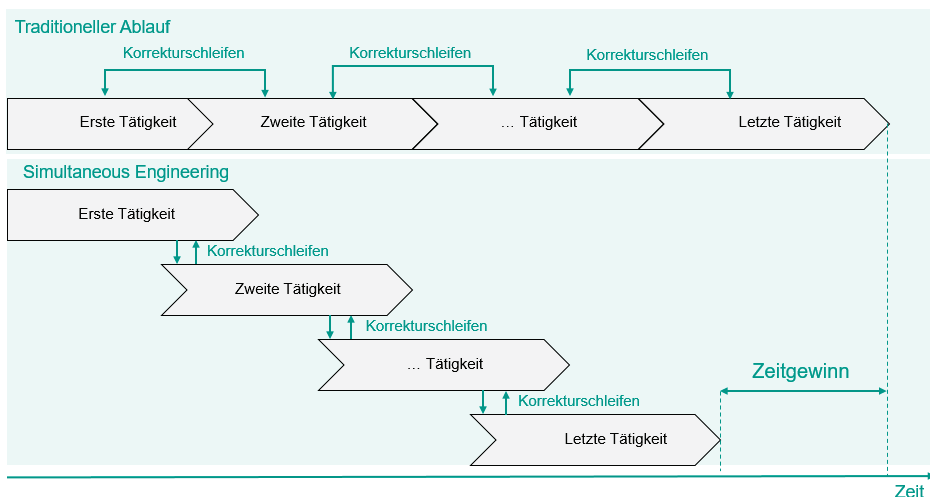 Traditioneller Ablauf
Korrekturschleifen
Korrekturschleifen
Korrekturschleifen
Erste Tätigkeit
Zweite Tätigkeit
… Tätigkeit
Letzte Tätigkeit
Simultaneous Engineering
Erste Tätigkeit
Korrekturschleifen
Zweite Tätigkeit
Korrekturschleifen
… Tätigkeit
Zeitgewinn
Korrekturschleifen
Letzte Tätigkeit
Zeit